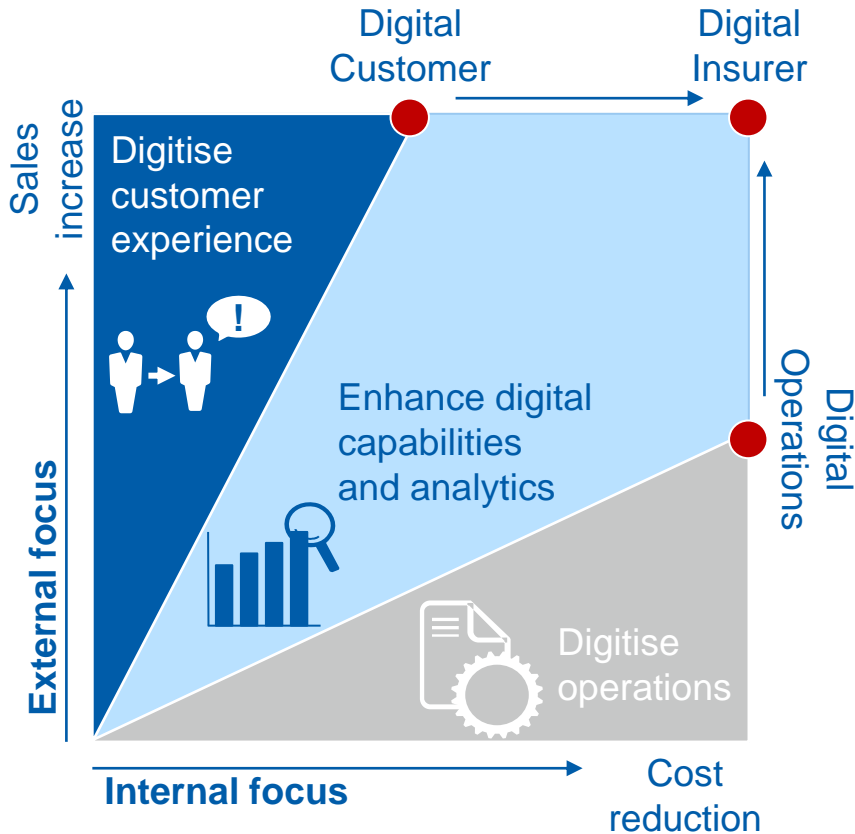 Digital
Customer
Digital
Insurer
Sales
increase
Digitise
customer
experience
!
Enhance digital
capabilities
and analytics
Digital
Operations
External focus
Digitise
operations
Internal focus
Cost
reduction